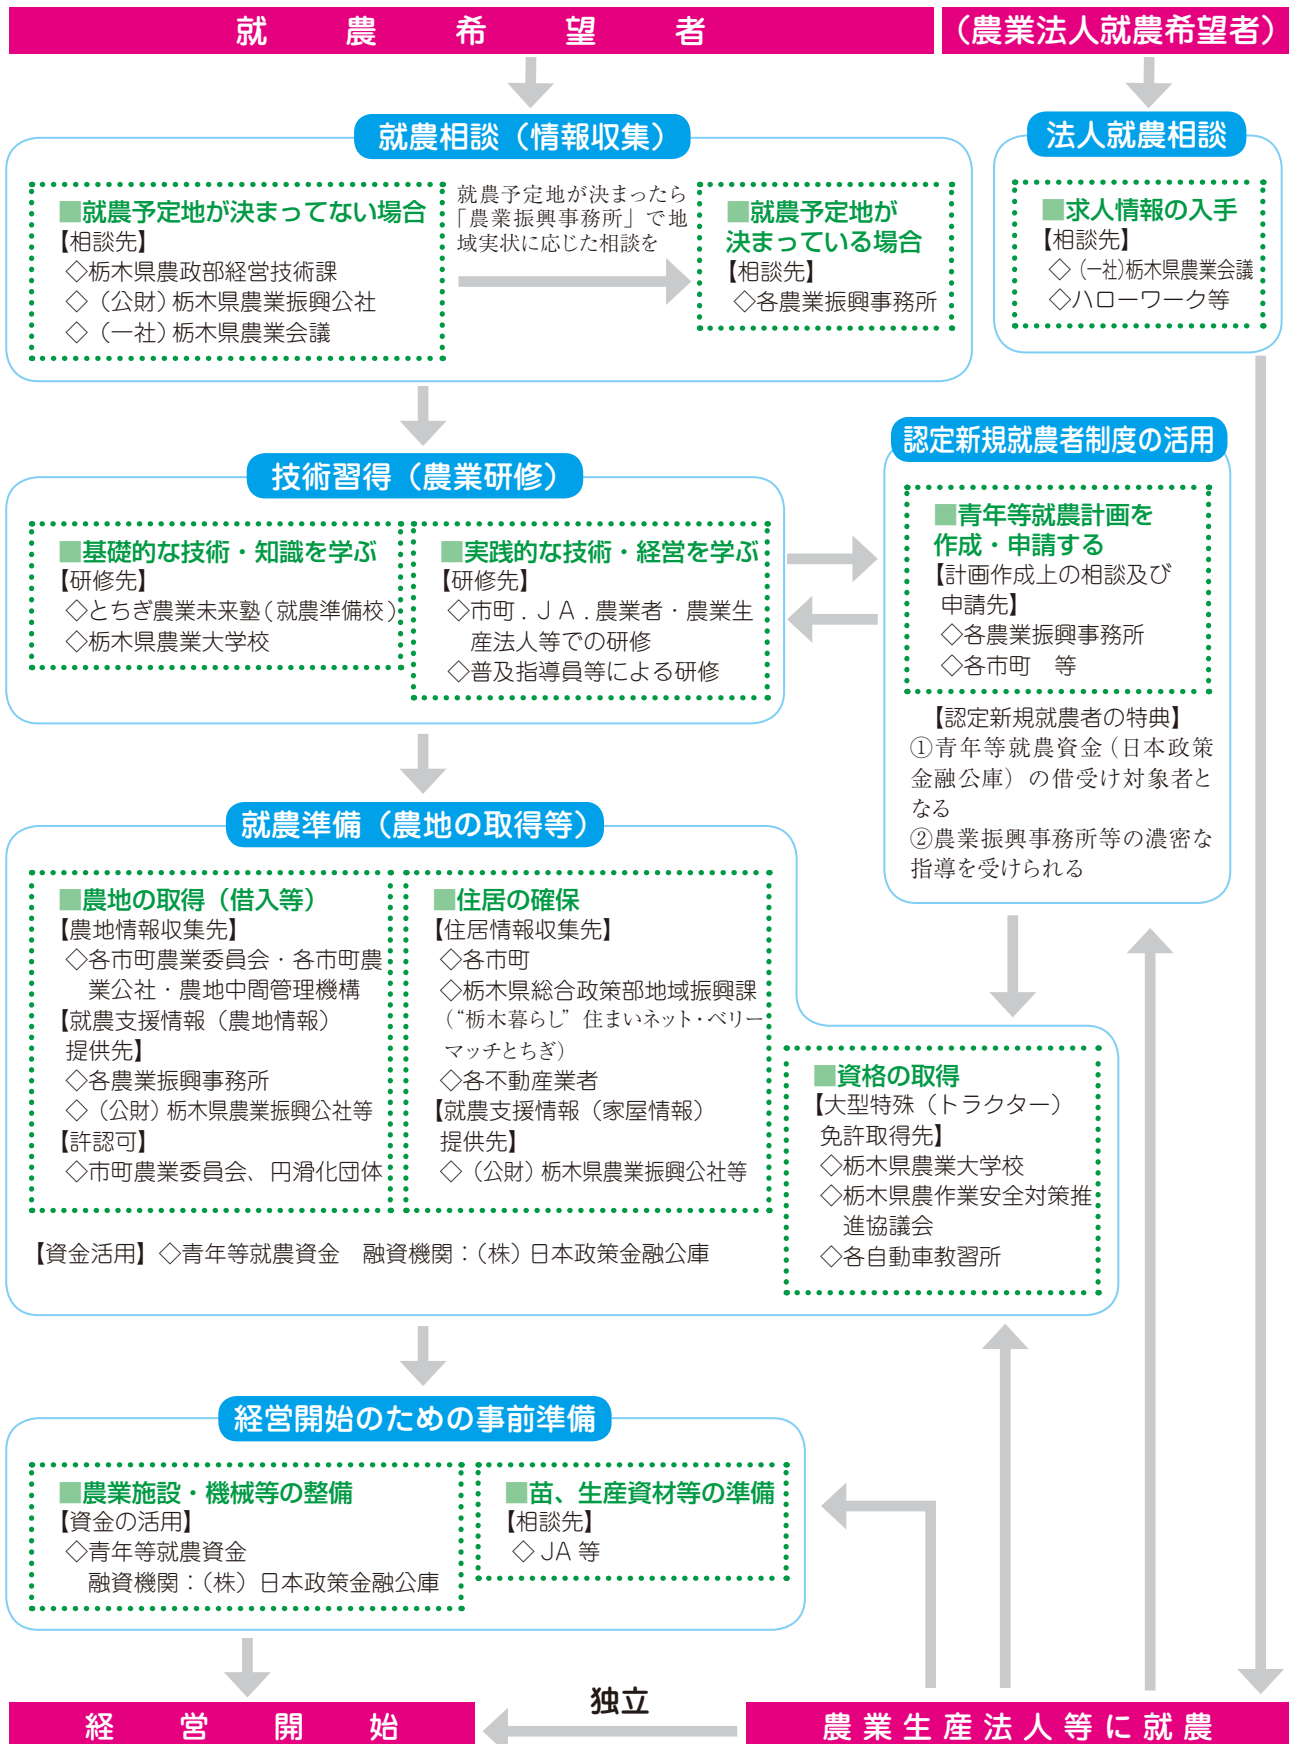 就農希望者
（農業法人就農希望者）
就農相談（情報収集）
■就農予定地が決まってない場合
【相談先】
◇栃木県農政部経営技術課
◇（公財）栃木県農業振興公社
◇（一社）栃木県農業会議
就農予定地が決まったら
「農業振興事務所」で地
域実状に応じた相談を
■就農予定地が
決まっている場合
【相談先】
◇各農業振興事務所
法人就農相談
■求人情報の入手
【相談先】
◇（一社）栃木県農業会議
◇ハローワーク等
技術習得（農業研修）
■基礎的な技術・知識を学ぶ
【研修先】
◇とちぎ農業未来塾（就農準備校）
◇栃木県農業大学校
■実践的な技術・経営を学ぶ
【研修先】
◇市町．ＪＡ．農業者・農業生
産法人等での研修
◇普及指導員等による研修
認定新規就農者制度の活用
■青年等就農計画を
作成・申請する
【計画作成上の相談及び
申請先】
◇各農業振興事務所
◇各市町　等
【認定新規就農者の特典】
①青年等就農資金（日本政策
金融公庫）の借受け対象者と
なる
②農業振興事務所等の濃密な
指導を受けられる
就農準備（農地の取得等）
■農地の取得（借入等）
【農地情報収集先】
◇各市町農業委員会・各市町農
業公社・農地中間管理機構
【就農支援情報（農地情報）
提供先】
◇各農業振興事務所
◇（公財）栃木県農業振興公社等
【許認可】
◇市町農業委員会、円滑化団体
■住居の確保
【住居情報収集先】
◇各市町
◇栃木県総合政策部地域振興課
（“栃木暮らし”住まいネット・ベリー
マッチとちぎ）
◇各不動産業者
【就農支援情報（家屋情報）
提供先】
◇（公財）栃木県農業振興公社等
■資格の取得
【大型特殊（トラクター）
免許取得先】
◇栃木県農業大学校
◇栃木県農作業安全対策推
進協議会
◇各自動車教習所
【資金活用】◇青年等就農資金　融資機関：（株）日本政策金融公庫
経営開始のための事前準備
■農業施設・機械等の整備
【資金の活用】
◇青年等就農資金
融資機関：（株）日本政策金融公庫
■苗、生産資材等の準備
【相談先】
◇JA等
経営開始
独立
農業生産法人等に就農